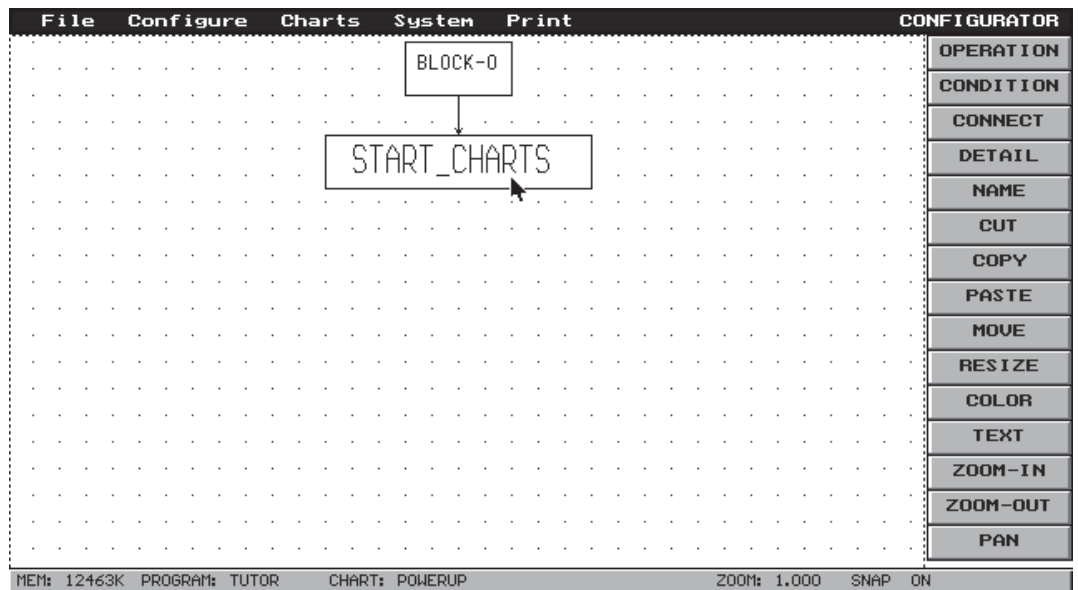 File Configure Charts System Print CONFIGURATOR
BLOCK-0
START_CHARTS
OPERATION
CONDITION
CONNECT
DETAIL
NAME
CUT
COPY
PASTE
MOVE
RESIZE
COLOR
TEXT
ZOOM-IN
ZOOM-OUT
PAN
MEM: 12463K PROGRAM: TUTOR CHART: POWERUP ZOOM: 1.000 SNAP ON